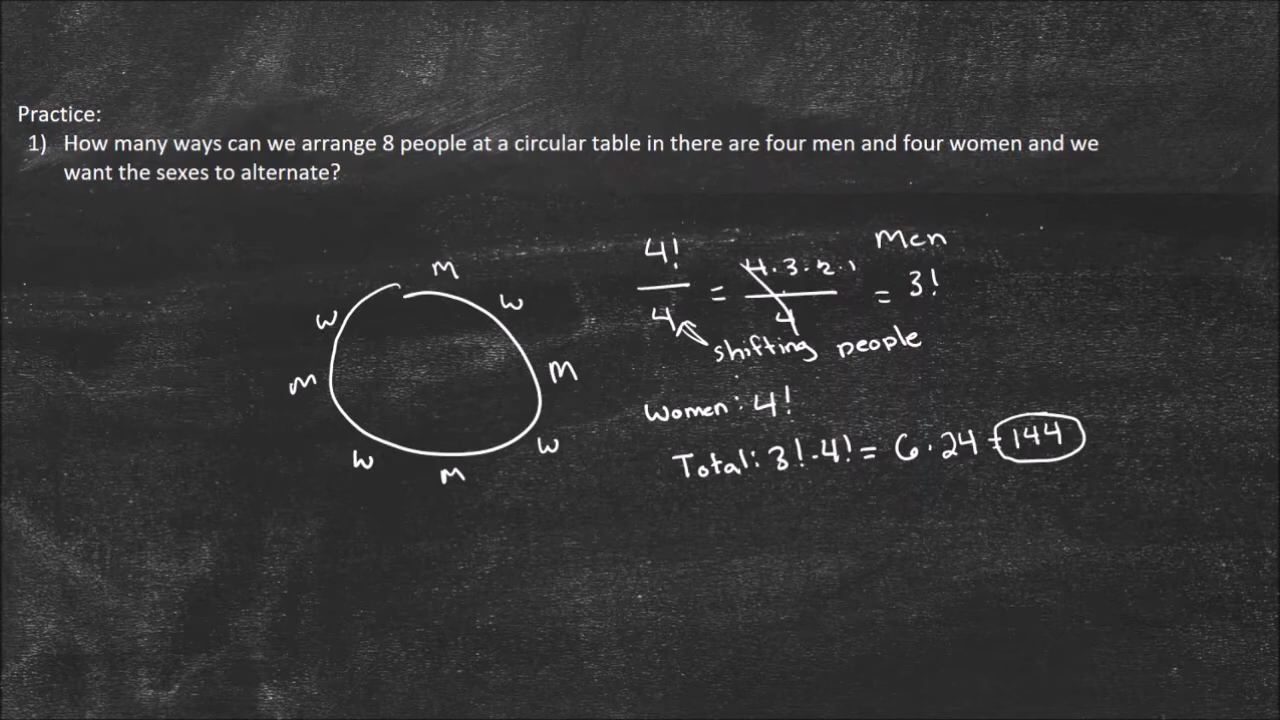 Practice:
1) How many ways can we arrange 8 people at a circular table in there are four men and four women and we
want the sexes to alternate?
Men
4!/4 = 4·3·2·1/4 = 3!
shifting people
Women: 4!
Total: 3!·4! = 6·24 = 144
M
W
W
M
M
W
W
M